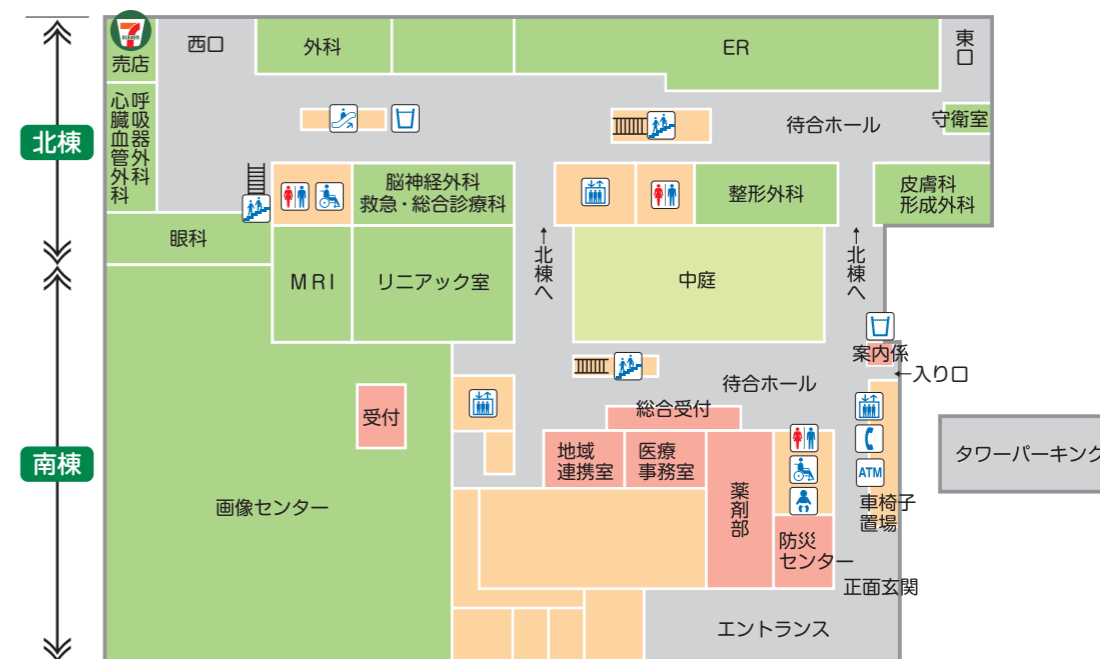 7
ELEVEn
売店
西口
外科
ER
東口
北棟
呼吸器外科
心臓血管外科
待合ホール
守衛室
脳神経外科
救急・総合診療科
整形外科
皮膚科
形成外科
眼科
MRI
リニアック室
↑北棟へ
中庭
↑北棟へ
案内係
←入り口
待合ホール
総合受付
受付
南棟
地域
連携室
医療
事務室
薬剤部
ATM
タワーパーキング
車椅子
置場
画像センター
防災
センター
正面玄関
エントランス